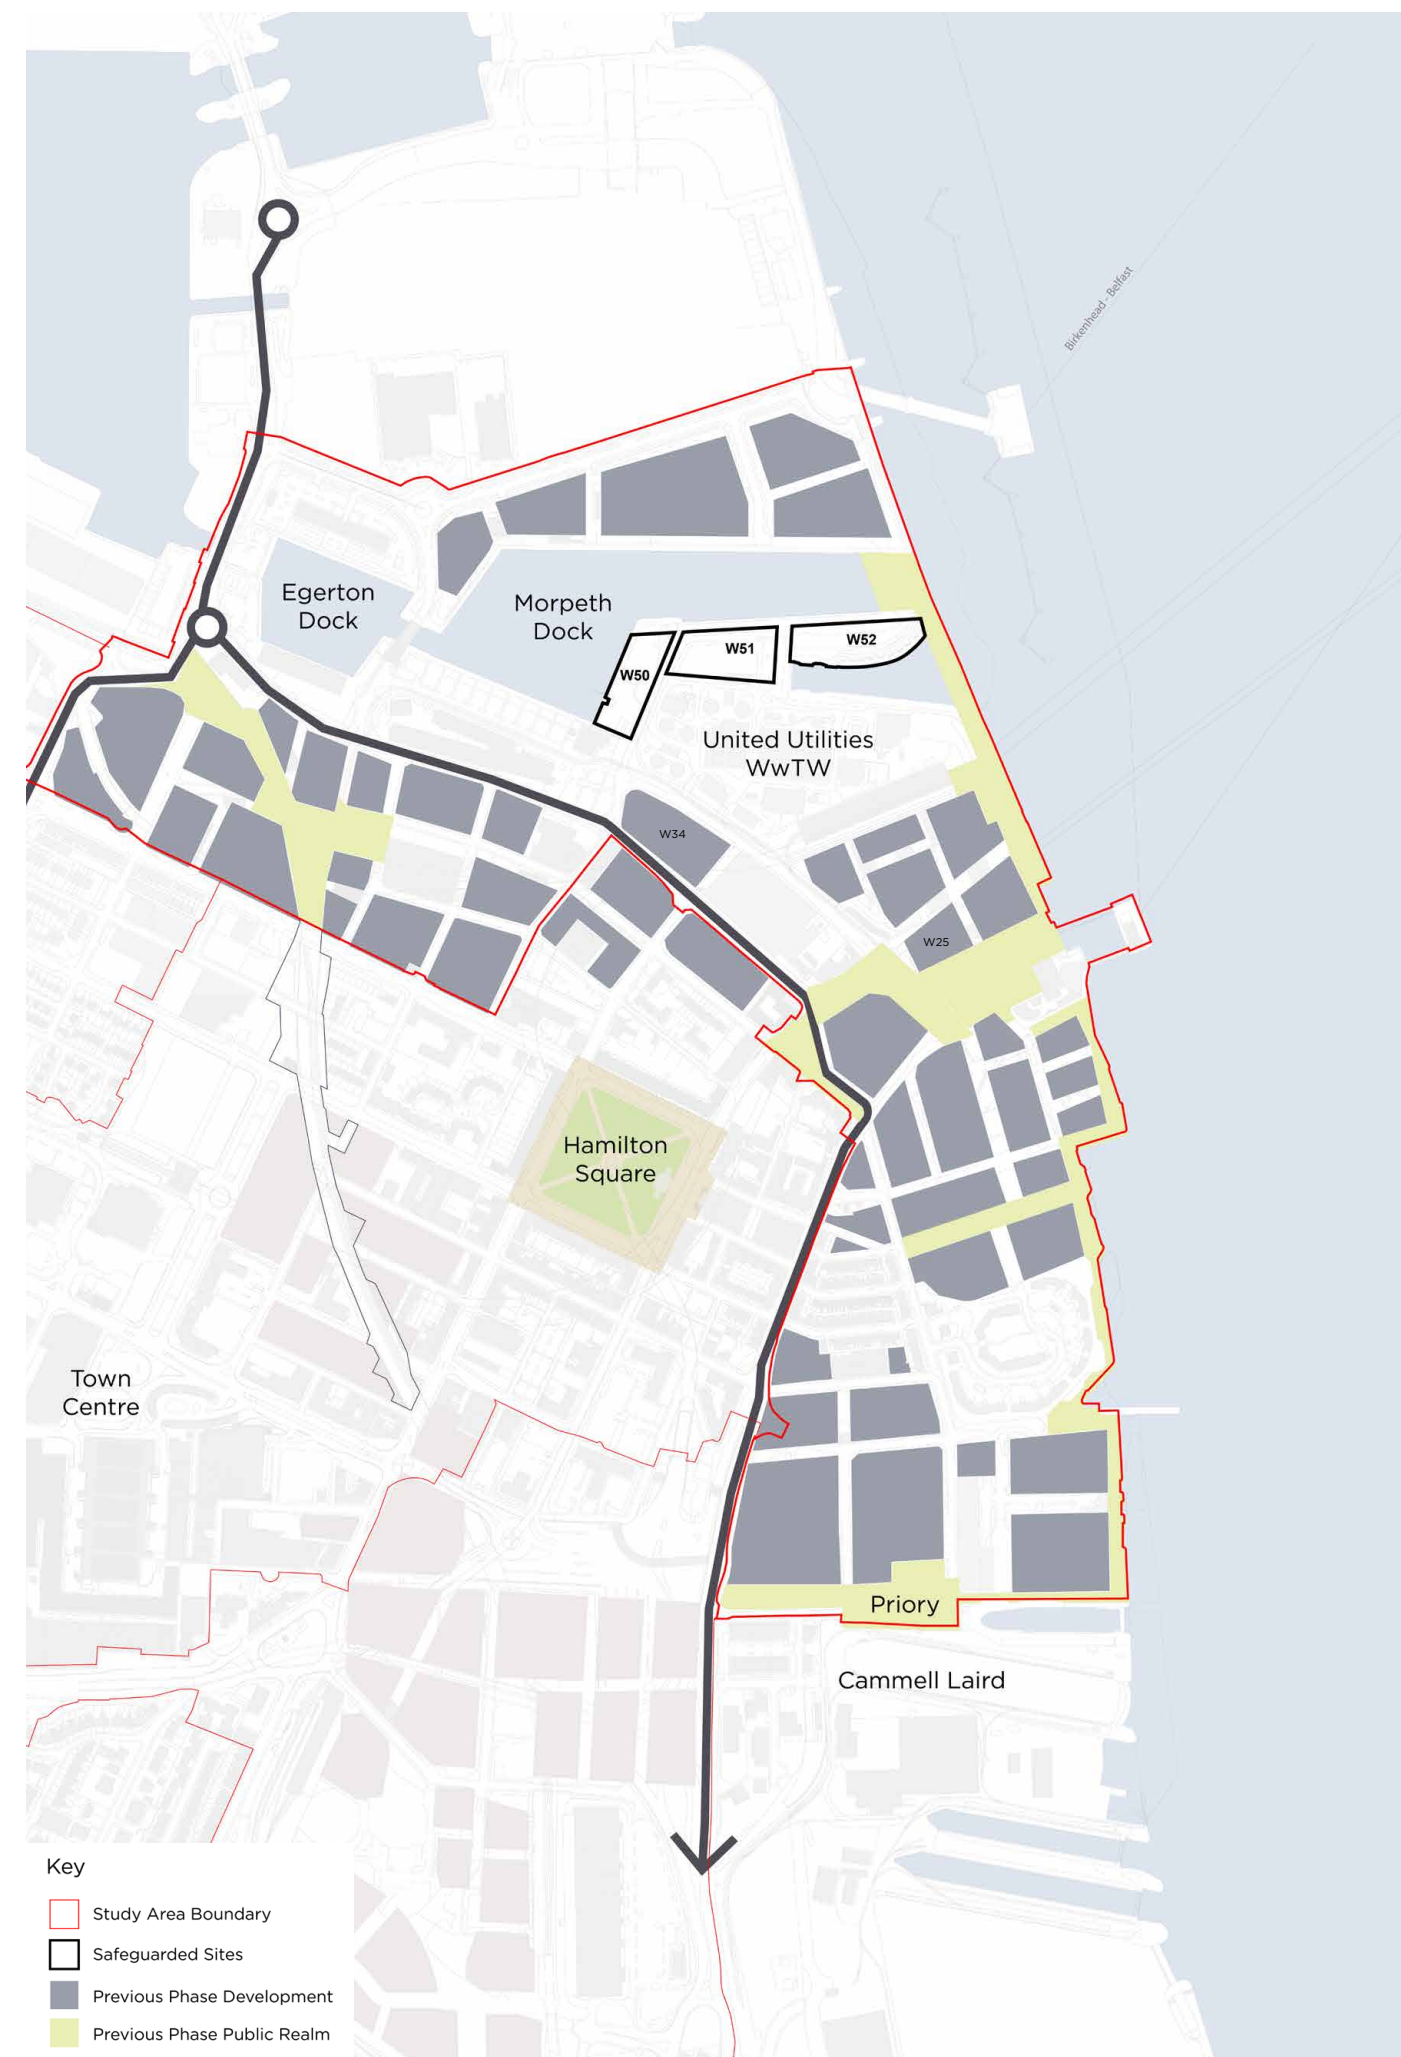 Birkenhead - Belfast
Egerton
Dock
Morpeth
Dock
W50
W51
W52
United Utilities
WwTW
W34
W25
Hamilton
Square
Town
Centre
Priory
Cammell Laird
Key
Study Area Boundary
Safeguarded Sites
Previous Phase Development
Previous Phase Public Realm